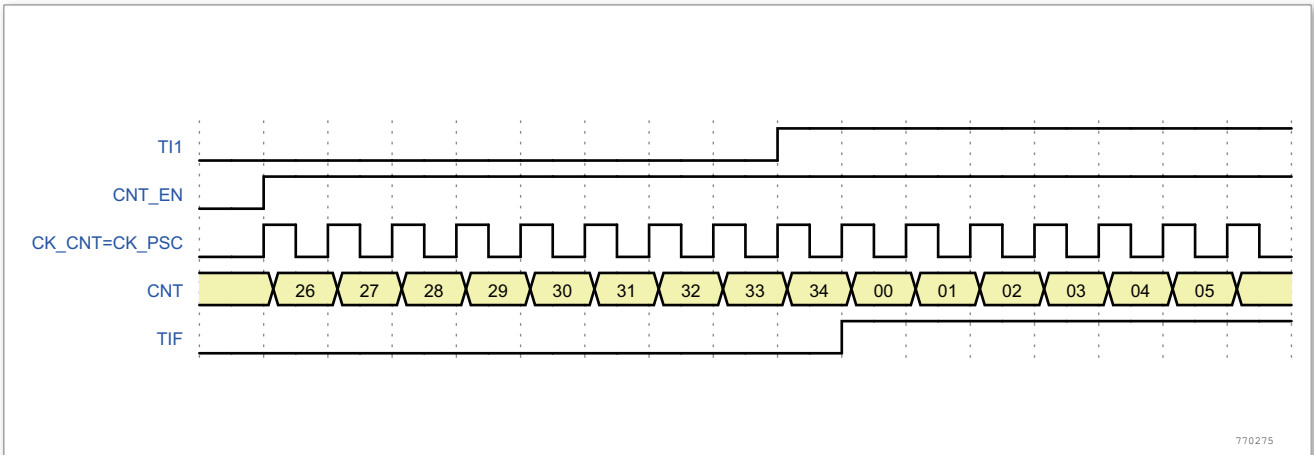 TI1
CNT_EN
CK_CNT=CK_PSC
CNT 26 27 28 29 30 31 32 33 34 00 01 02 03 04 05
TIF
770275